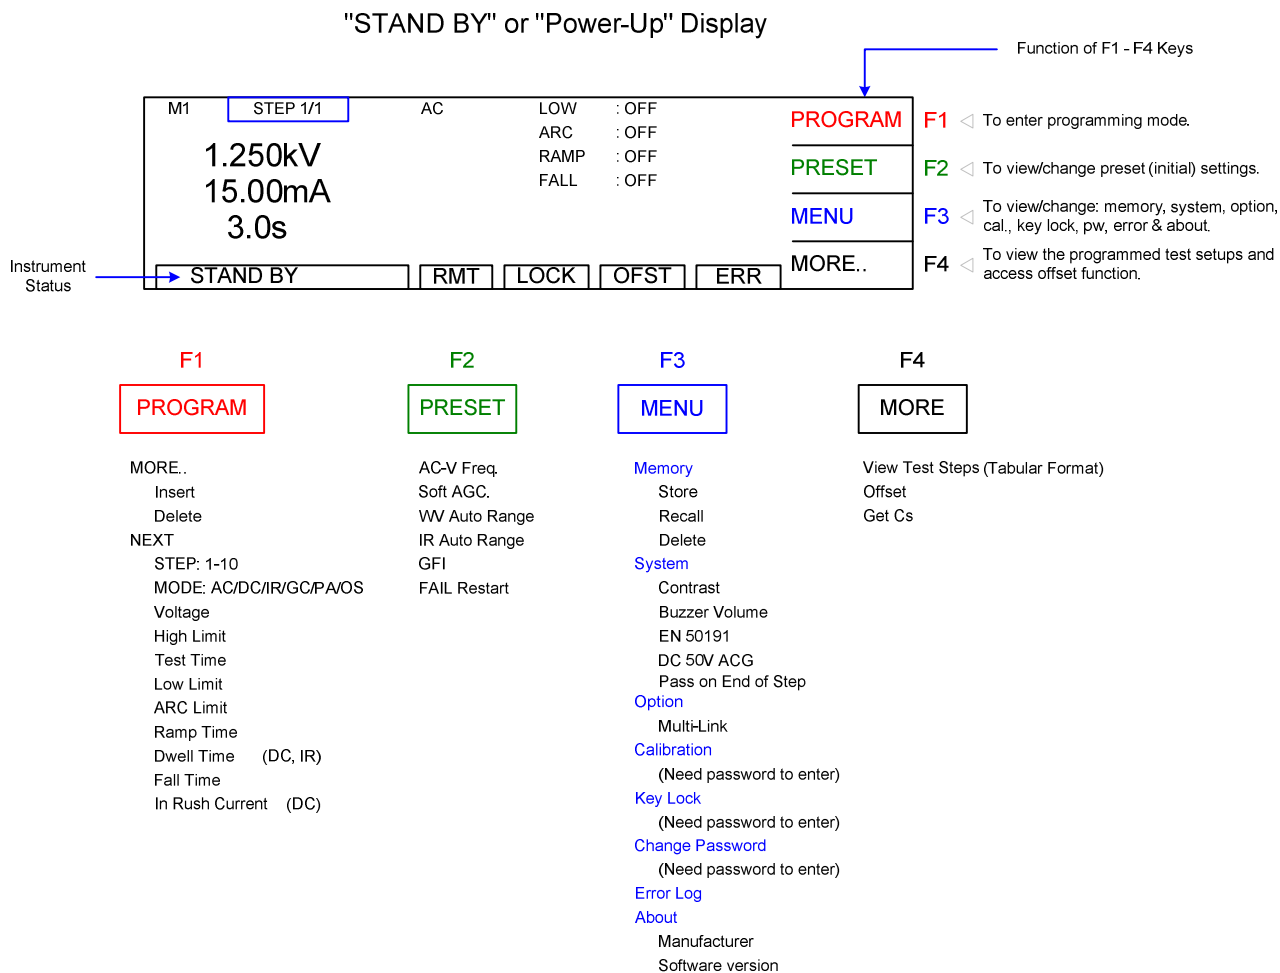 "STAND BY" or "Power-Up" Display
Function of F1 - F4 Keys
M1 STEP 1/1 AC LOW : OFF
ARC : OFF
RAMP : OFF
FALL : OFF
1.250kV
15.00mA
3.0s
PROGRAM F1 To enter programming mode.
PRESET F2 To view/change preset (initial) settings.
MENU F3 To view/change: memory, system, option,
cal., key lock, pw, error & about.
MORE.. F4 To view the programmed test setups and
access offset function.
Instrument
Status
STAND BY RMT LOCK OFST ERR
F1
PROGRAM
MORE..
Insert
Delete
NEXT
STEP: 1-10
MODE: AC/DC/IR/GC/PA/OS
Voltage
High Limit
Test Time
Low Limit
ARC Limit
Ramp Time
Dwell Time (DC, IR)
Fall Time
In Rush Current (DC)
F2
PRESET
AC-V Freq.
Soft AGC.
WV Auto Range
IR Auto Range
GFI
FAIL Restart
F3
MENU
Memory
Store
Recall
Delete
System
Contrast
Buzzer Volume
EN 50191
DC 50V ACG
Pass on End of Step
Option
Multi-Link
Calibration
(Need password to enter)
Key Lock
(Need password to enter)
Change Password
(Need password to enter)
Error Log
About
Manufacturer
Software version
F4
MORE
View Test Steps (Tabular Format)
Offset
Get Cs